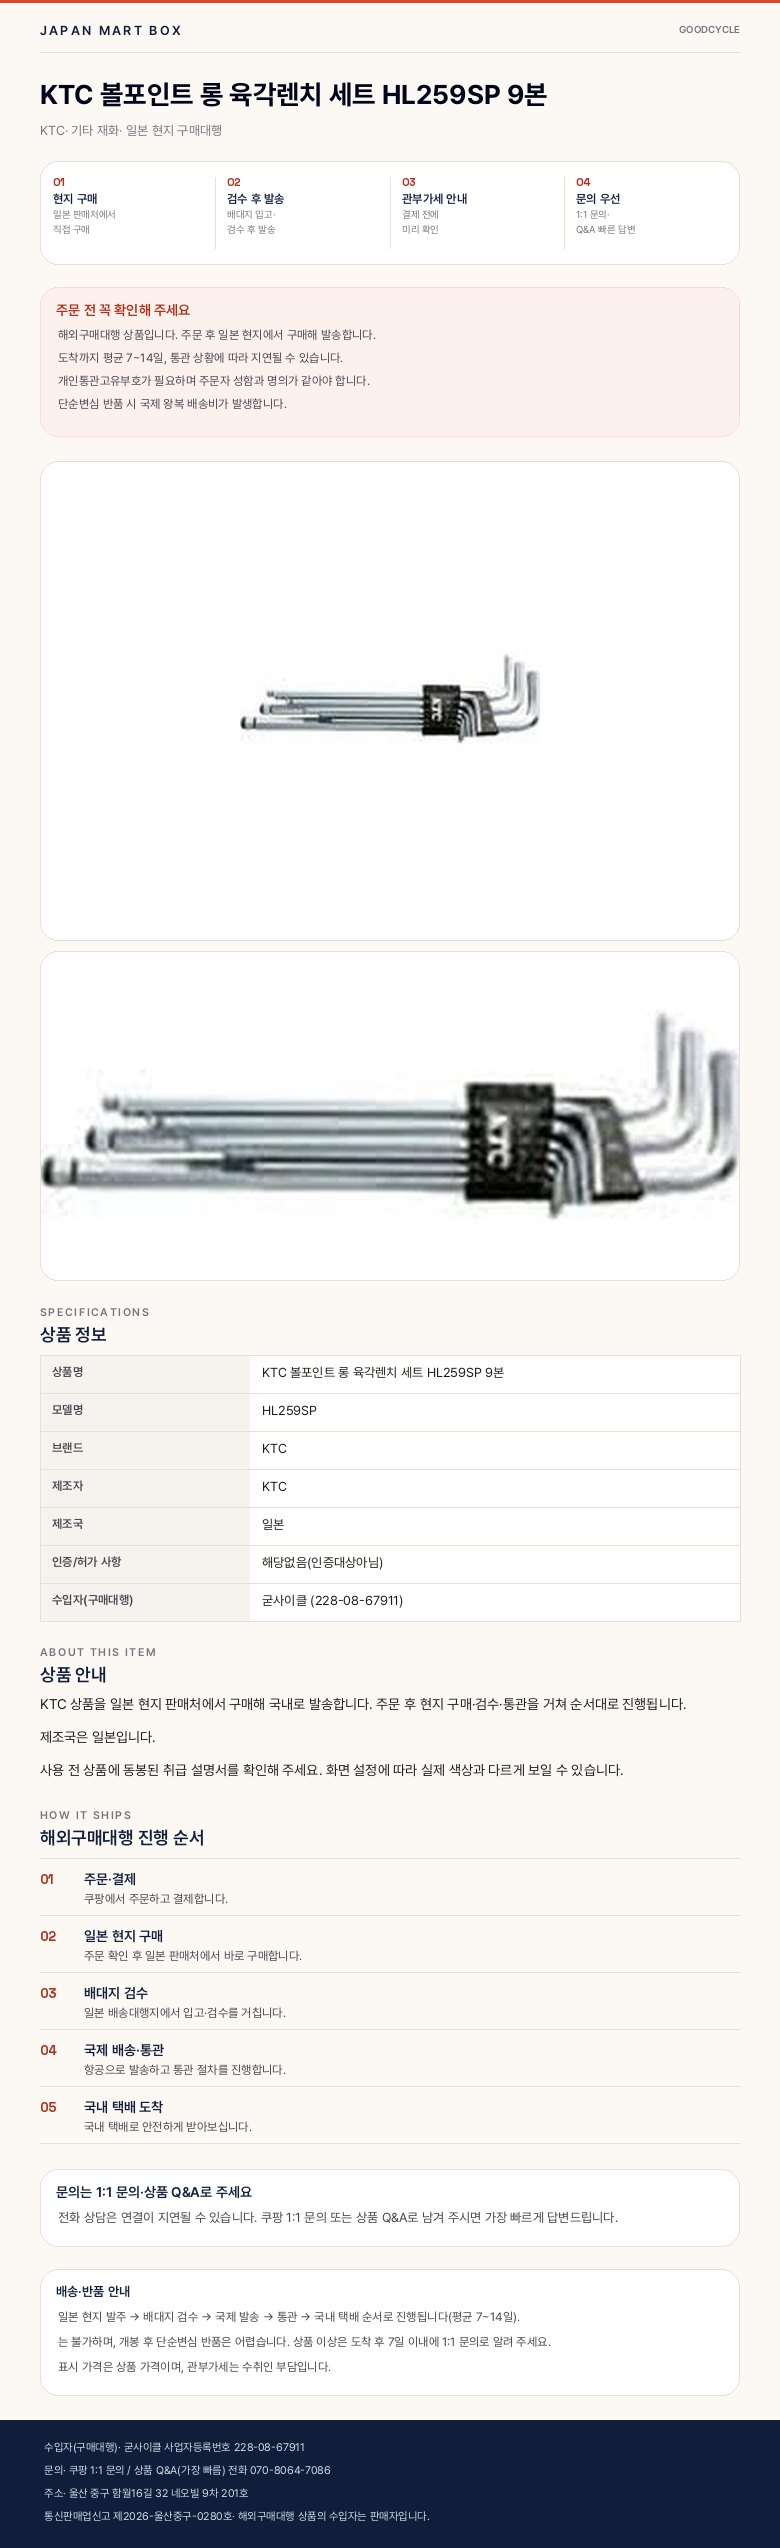 JAPAN MART BOX
GOODCYCLE
KTC 볼포인트 롱 육각렌치 세트 HL259SP 9본
KTC· 기타 재화· 일본 현지 구매대행
01
현지 구매
일본 판매처에서
직접 구매
02
검수 후 발송
배대지 입고·
검수 후 발송
03
관부가세 안내
결제 전에
미리 확인
04
문의 우선
1:1 문의·
Q&A 빠른 답변
주문 전 꼭 확인해 주세요
해외구매대행 상품입니다. 주문 후 일본 현지에서 구매해 발송합니다.
도착까지 평균 7~14일, 통관 상황에 따라 지연될 수 있습니다.
개인통관고유부호가 필요하며 주문자 성함과 명의가 같아야 합니다.
단순변심 반품 시 국제 왕복 배송비가 발생합니다.
KTC
KTC
SPECIFICATIONS
상품 정보
상품명 KTC 볼포인트 롱 육각렌치 세트 HL259SP 9본
모델명 HL259SP
브랜드 KTC
제조자 KTC
제조국 일본
인증/허가 사항 해당없음(인증대상아님)
수입자(구매대행) 굳사이클 (228-08-67911)
ABOUT THIS ITEM
상품 안내
KTC 상품을 일본 현지 판매처에서 구매해 국내로 발송합니다. 주문 후 현지 구매·검수·통관을 거쳐 순서대로 진행됩니다.
제조국은 일본입니다.
사용 전 상품에 동봉된 취급 설명서를 확인해 주세요. 화면 설정에 따라 실제 색상과 다르게 보일 수 있습니다.
HOW IT SHIPS
해외구매대행 진행 순서
01 주문·결제
쿠팡에서 주문하고 결제합니다.
02 일본 현지 구매
주문 확인 후 일본 판매처에서 바로 구매합니다.
03 배대지 검수
일본 배송대행지에서 입고·검수를 거칩니다.
04 국제 배송·통관
항공으로 발송하고 통관 절차를 진행합니다.
05 국내 택배 도착
국내 택배로 안전하게 받아보십니다.
문의는 1:1 문의·상품 Q&A로 주세요
전화 상담은 연결이 지연될 수 있습니다. 쿠팡 1:1 문의 또는 상품 Q&A로 남겨 주시면 가장 빠르게 답변드립니다.
배송·반품 안내
일본 현지 발주 → 배대지 검수 → 국제 발송 → 통관 → 국내 택배 순서로 진행됩니다(평균 7~14일).
는 불가하며, 개봉 후 단순변심 반품은 어렵습니다. 상품 이상은 도착 후 7일 이내에 1:1 문의로 알려 주세요.
표시 가격은 상품 가격이며, 관부가세는 수취인 부담입니다.
수입자(구매대행)· 굳사이클 사업자등록번호 228-08-67911
문의· 쿠팡 1:1 문의 / 상품 Q&A(가장 빠름) 전화 070-8064-7086
주소· 울산 중구 함월16길 32 네오빌 9차 201호
통신판매업신고 제2026-울산중구-0280호· 해외구매대행 상품의 수입자는 판매자입니다.